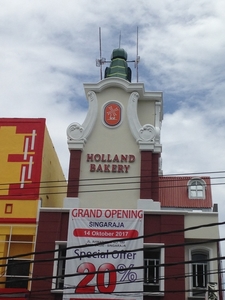 HOLLAND
BAKERY
GRAND OPENING
SINGARAJA
14 Oktober 2017
Special Offer
20%